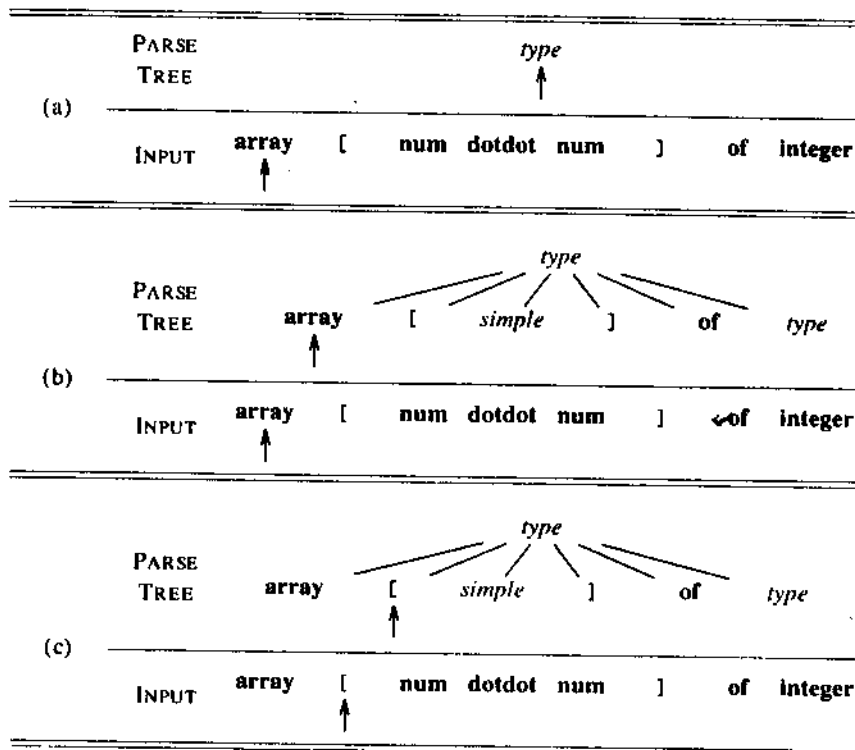 PARSE
TREE
type
(a)
INPUT array [ num dotdot num ] of integer
type
PARSE
TREE
array [ simple ] of type
(b)
INPUT array [ num dotdot num ] of integer
type
PARSE
TREE
array [ simple ] of type
(c)
INPUT array [ num dotdot num ] of integer